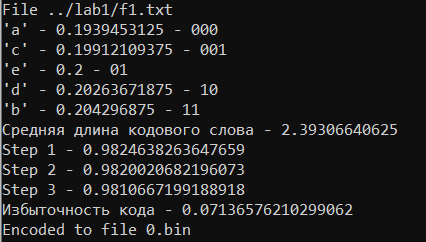 File ../lab1/f1.txt
'a' - 0.1939453125 - 000
'c' - 0.19912109375 - 001
'e' - 0.2 - 01
'd' - 0.20263671875 - 10
'b' - 0.204296875 - 11
Средняя длина кодового слова - 2.39306640625
Step 1 - 0.9824638263647659
Step 2 - 0.9820020682196073
Step 3 - 0.9810667199188918
Избыточность кода - 0.07136576210299062
Encoded to file 0.bin